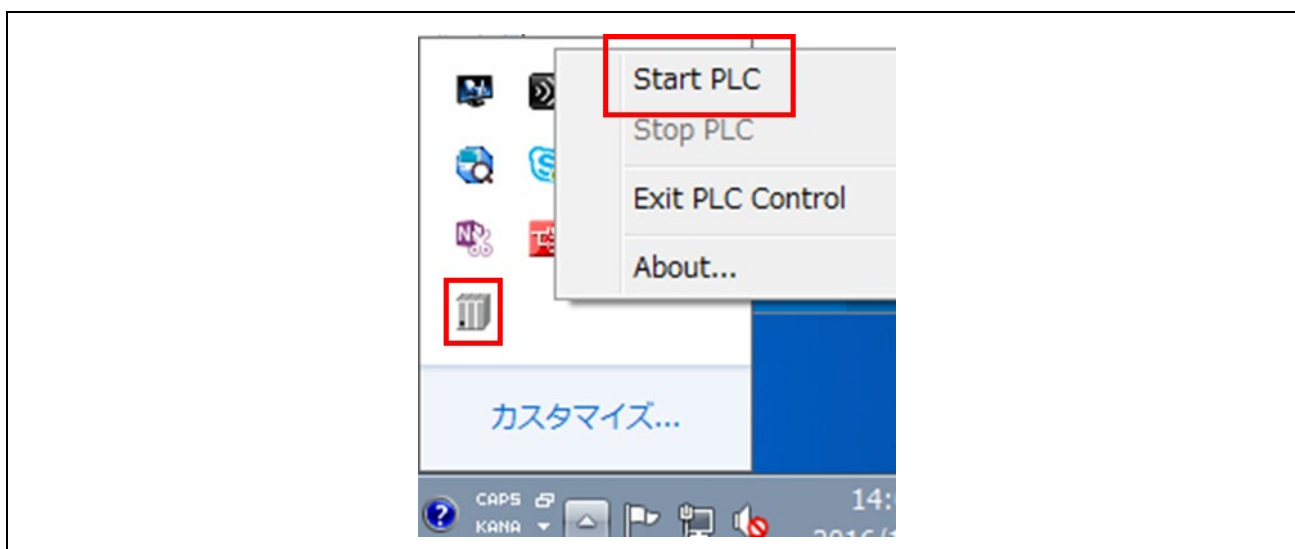 Start PLC
Stop PLC
Exit PLC Control
About...
カスタマイズ...
CAPS
KANA
14: